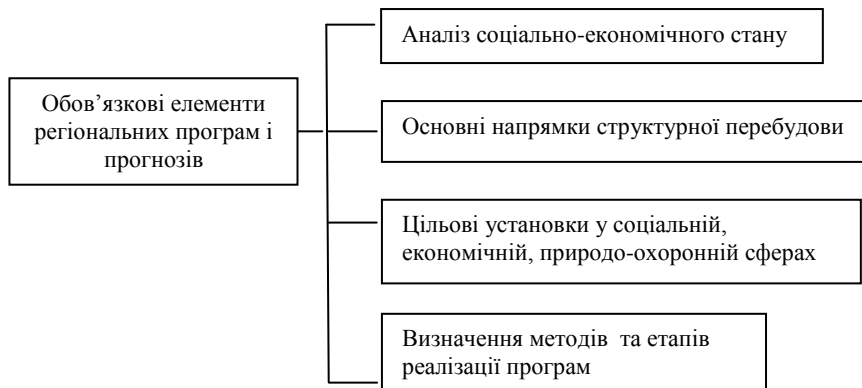 Аналіз соціально-економічного стану
Обов’язкові елементи
регіональних програм і
прогнозів
Основні напрямки структурної перебудови
Цільові установки у соціальній,
економічній, природо-охоронній сферах
Визначення методів та етапів
реалізації програм